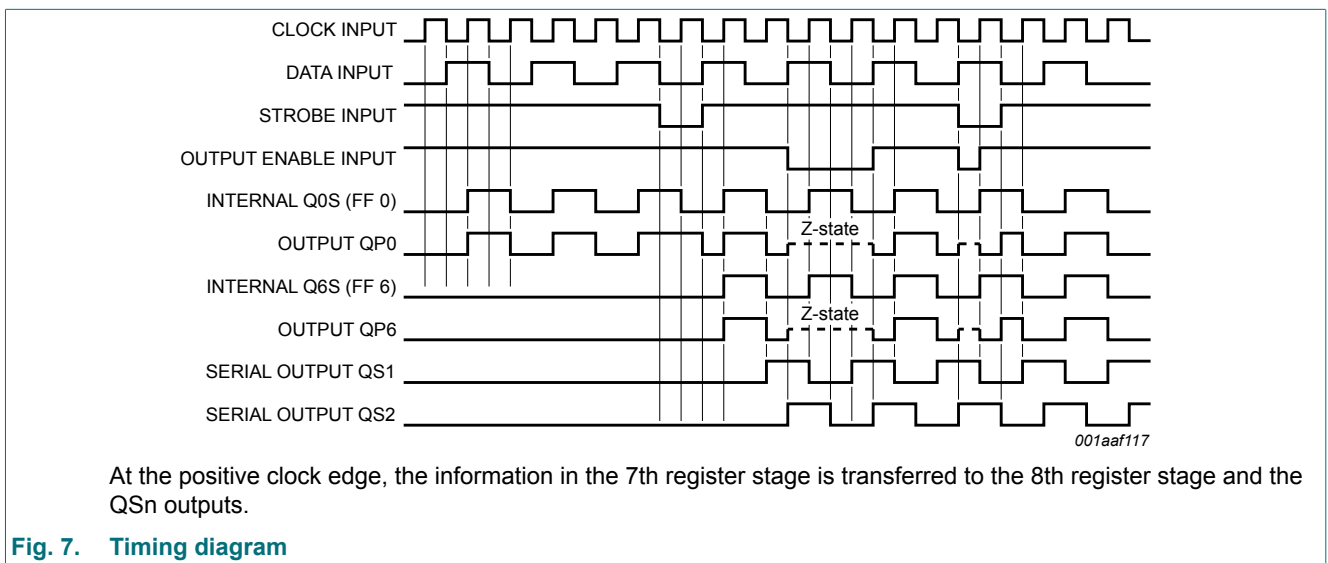 CLOCK INPUT
DATA INPUT
STROBE INPUT
OUTPUT ENABLE INPUT
INTERNAL Q0S (FF 0)
Z-state
OUTPUT QP0
INTERNAL Q6S (FF 6)
Z-state
OUTPUT QP6
SERIAL OUTPUT QS1
SERIAL OUTPUT QS2
001aaf117
At the positive clock edge, the information in the 7th register stage is transferred to the 8th register stage and the
QSn outputs.
Fig. 7. Timing diagram